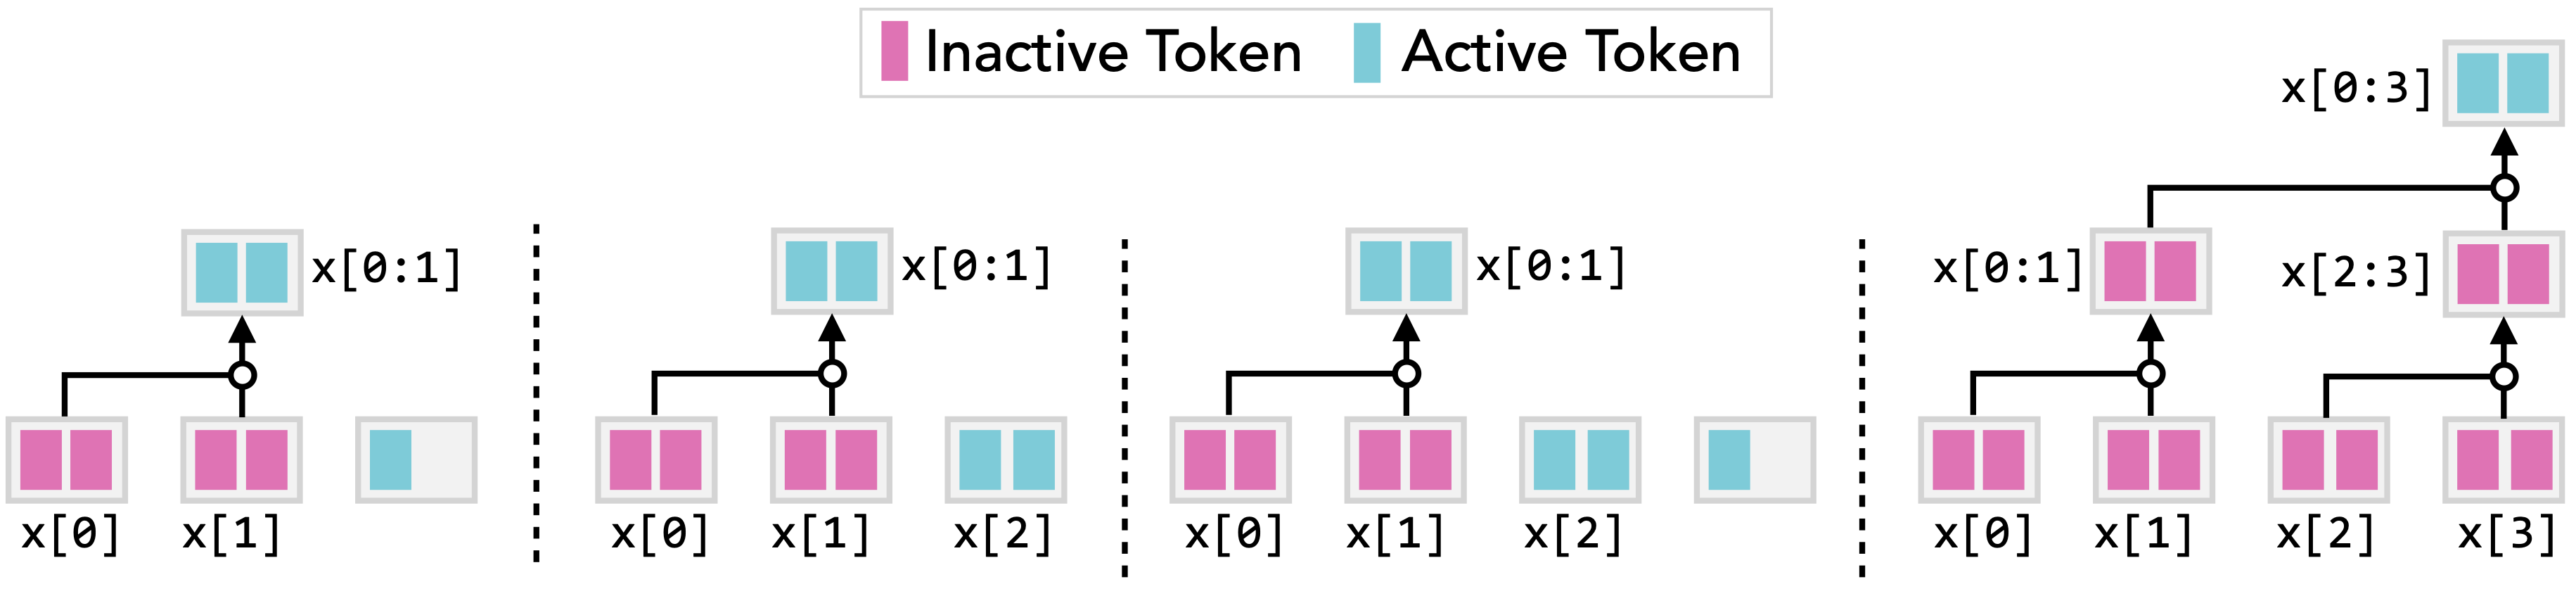 Inactive Token
Active Token
x[0:1]
x[0]
x[1]
x[0:1]
x[0]
x[1]
x[2]
x[0:1]
x[0]
x[1]
x[2]
x[0:3]
x[0:1]
x[2:3]
x[0]
x[1]
x[2]
x[3]